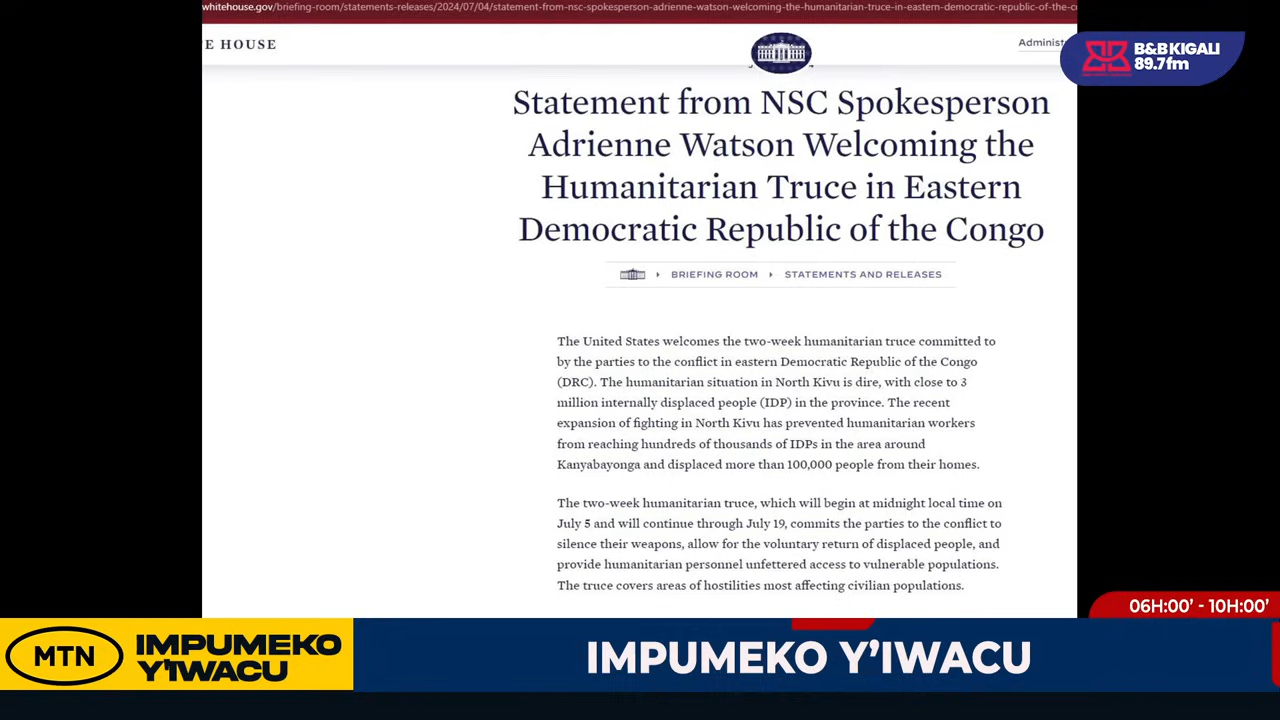 whitehouse.gov/briefing-room/statements-releases/2024/07/04/statement-from-nsc-spokesperson-adrienne-watson-welcoming-the-humanitarian-truce-in-eastern-democratic-republic-of-the-c
E HOUSE
Administ
B&B KIGALI
89.7fm
Statement from NSC Spokesperson
Adrienne Watson Welcoming the
Humanitarian Truce in Eastern
Democratic Republic of the Congo
BRIEFING ROOM
STATEMENTS AND RELEASES
The United States welcomes the two-week humanitarian truce committed to
by the parties to the conflict in eastern Democratic Republic of the Congo
(DRC). The humanitarian situation in North Kivu is dire, with close to 3
million internally displaced people (IDP) in the province. The recent
expansion of fighting in North Kivu has prevented humanitarian workers
from reaching hundreds of thousands of IDPs in the area around
Kanyabayonga and displaced more than 100,000 people from their homes.
The two-week humanitarian truce, which will begin at midnight local time on
July 5 and will continue through July 19, commits the parties to the conflict to
silence their weapons, allow for the voluntary return of displaced people, and
provide humanitarian personnel unfettered access to vulnerable populations.
The truce covers areas of hostilities most affecting civilian populations.
06H:00’ - 10H:00’
MTN
IMPUMEKO
Y'IWACU
IMPUMEKO Y’IWACU